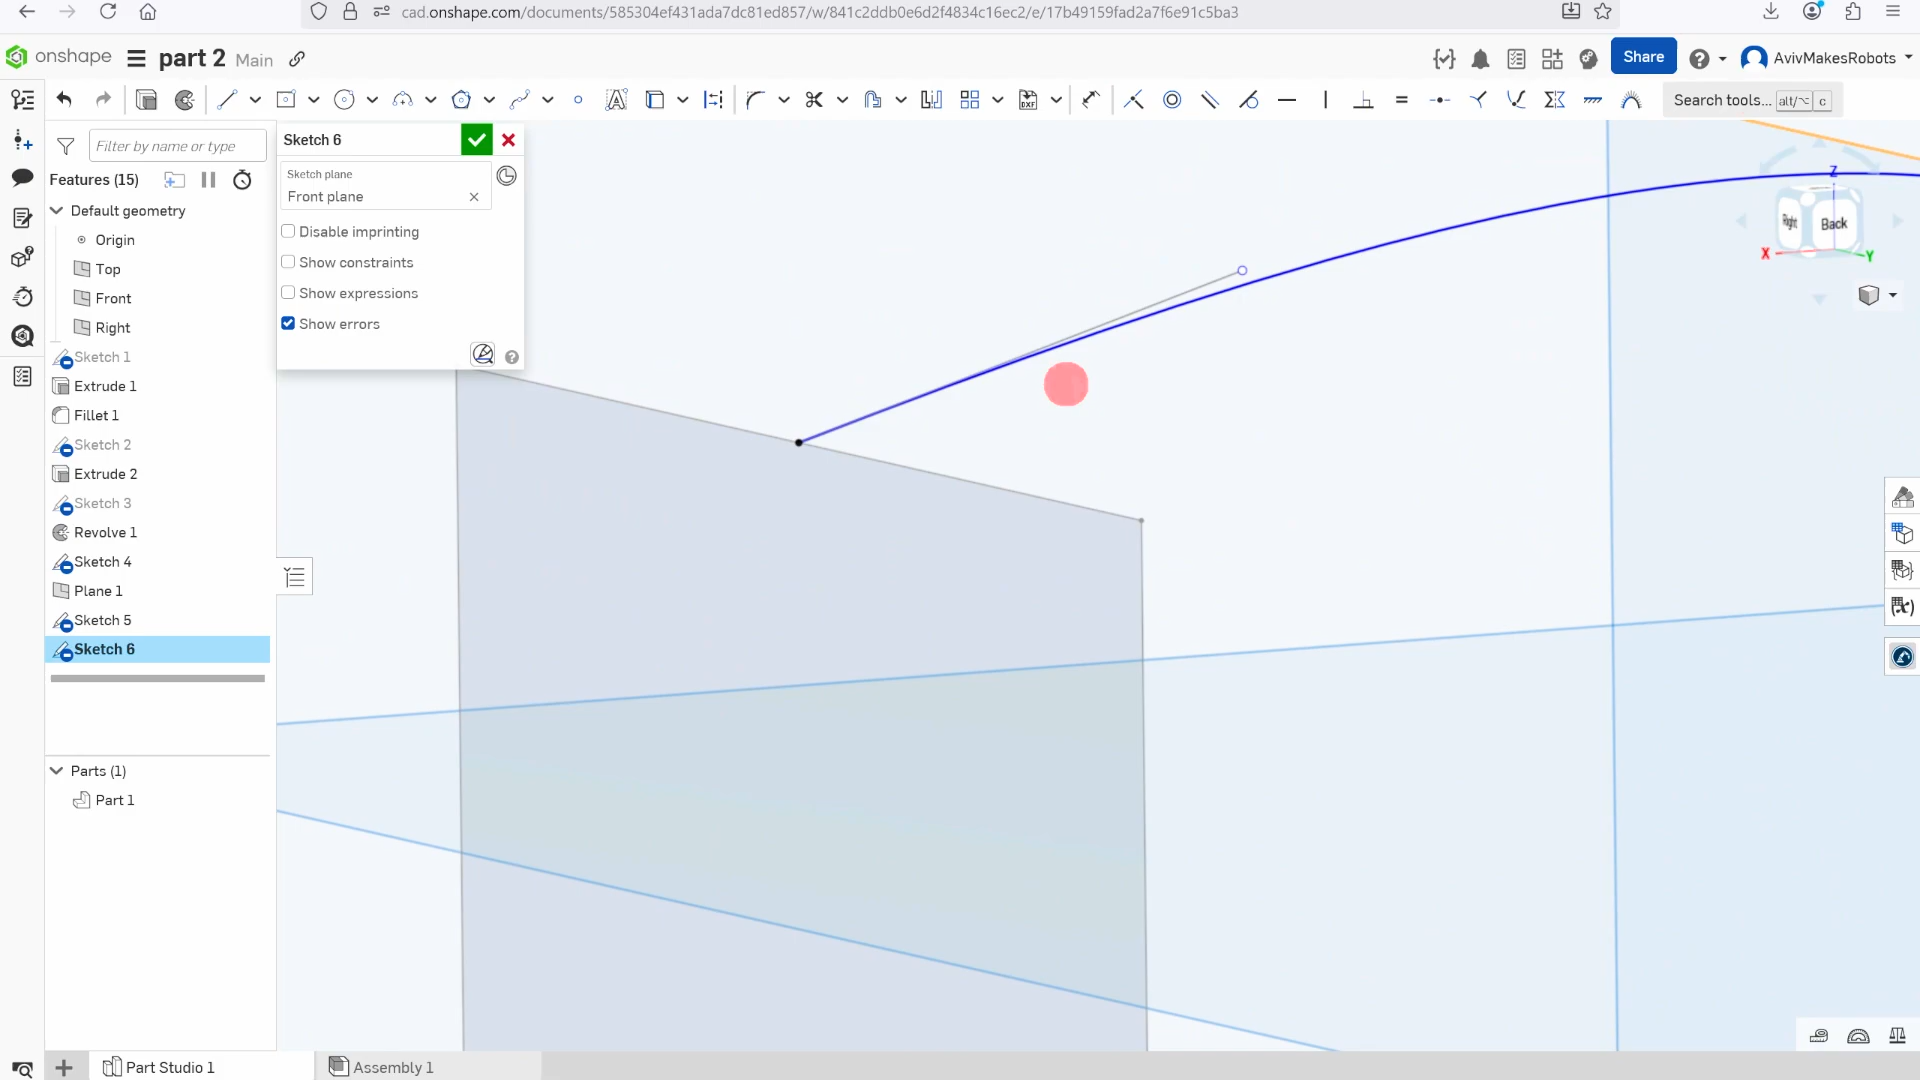 cad.onshape.com/documents/585304ef431ada7dc81ed857/w/841c2ddb0e6d2f4834c16ec2/e/17b49159fad2a7f6e91c5ba3
onshape
part 2
Main
Share
AvivMakesRobots
DXF
Search tools...
alt/⌥
c
Filter by name or type
Features (15)
Default geometry
Origin
Top
Front
Right
Sketch 1
Extrude 1
Fillet 1
Sketch 2
Extrude 2
Sketch 3
Revolve 1
Sketch 4
Plane 1
Sketch 5
Sketch 6
Parts (1)
Part 1
Sketch 6
Sketch plane
Front plane
Disable imprinting
Show constraints
Show expressions
Show errors
Z
Right
Back
X
Y
Part Studio 1
Assembly 1